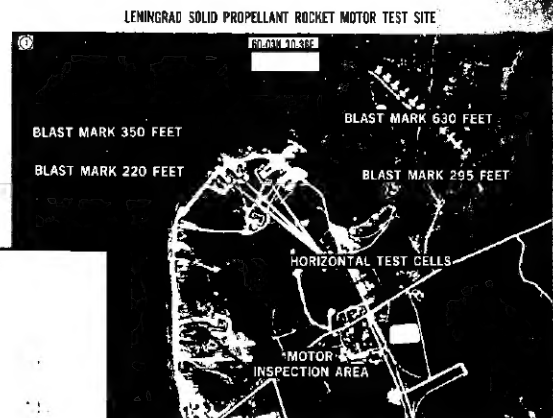 LENINGRAD SOLID PROPELLANT ROCKET MOTOR TEST SITE
BLAST MARK 350 FEET
BLAST MARK 630 FEET
BLAST MARK 220 FEET
BLAST MARK 295 FEET
HORIZONTAL TEST CELLS
MOTOR
INSPECTION AREA